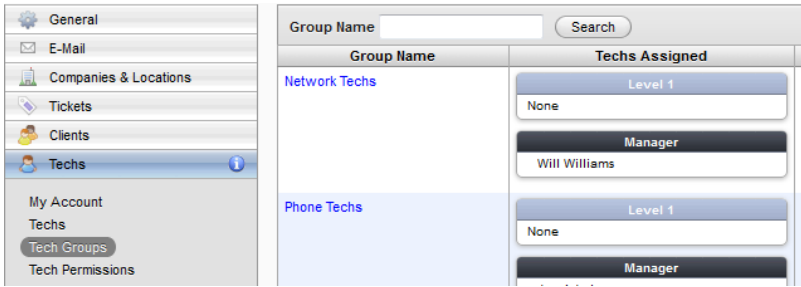 General
E-Mail
Companies & Locations
Tickets
Clients
Techs
My Account
Techs
Tech Groups
Tech Permissions
Group Name Search
Group Name Techs Assigned
Network Techs
Level 1
None
Manager
Will Williams
Phone Techs
Level 1
None
Manager